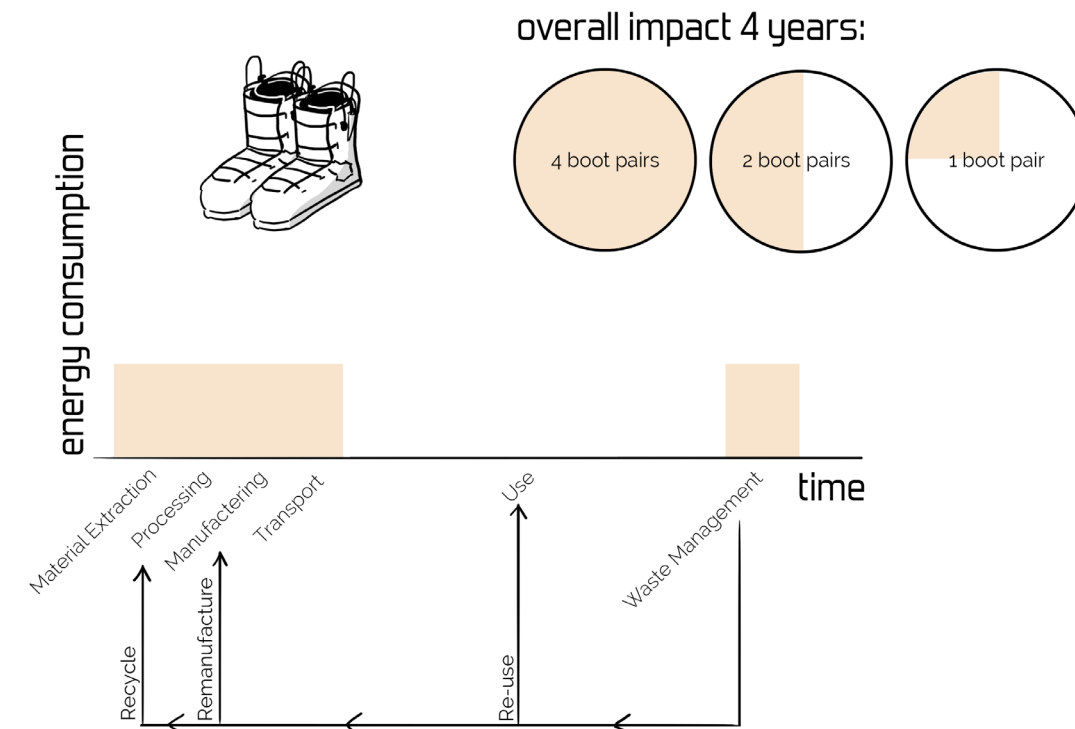 overall impact 4 years:
4 boot pairs
2 boot pairs
1 boot pair
energy consumption
time
Material Extraction
Processing
Manufactering
Transport
Use
Waste Management
Recycle
Remanufacture
Re-use